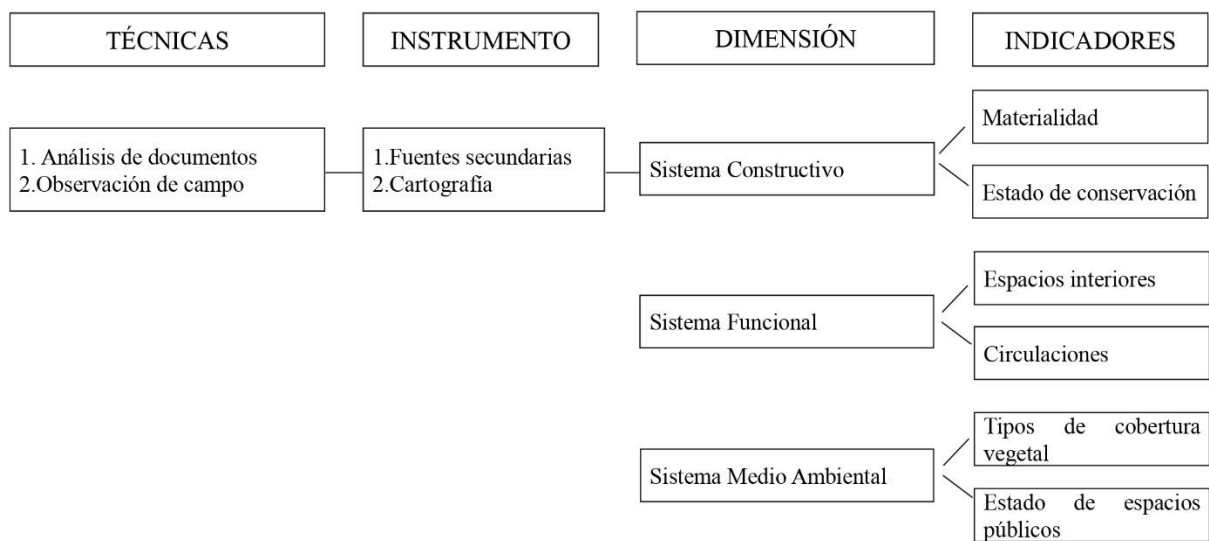 TÉCNICAS
INSTRUMENTO
DIMENSIÓN
INDICADORES
1. Análisis de documentos
2.Observación de campo
1.Fuentes secundarias
2.Cartografía
Sistema Constructivo
Materialidad
Estado de conservación
Sistema Funcional
Espacios interiores
Circulaciones
Sistema Medio Ambiental
Tipos de cobertura
vegetal
Estado de espacios
públicos